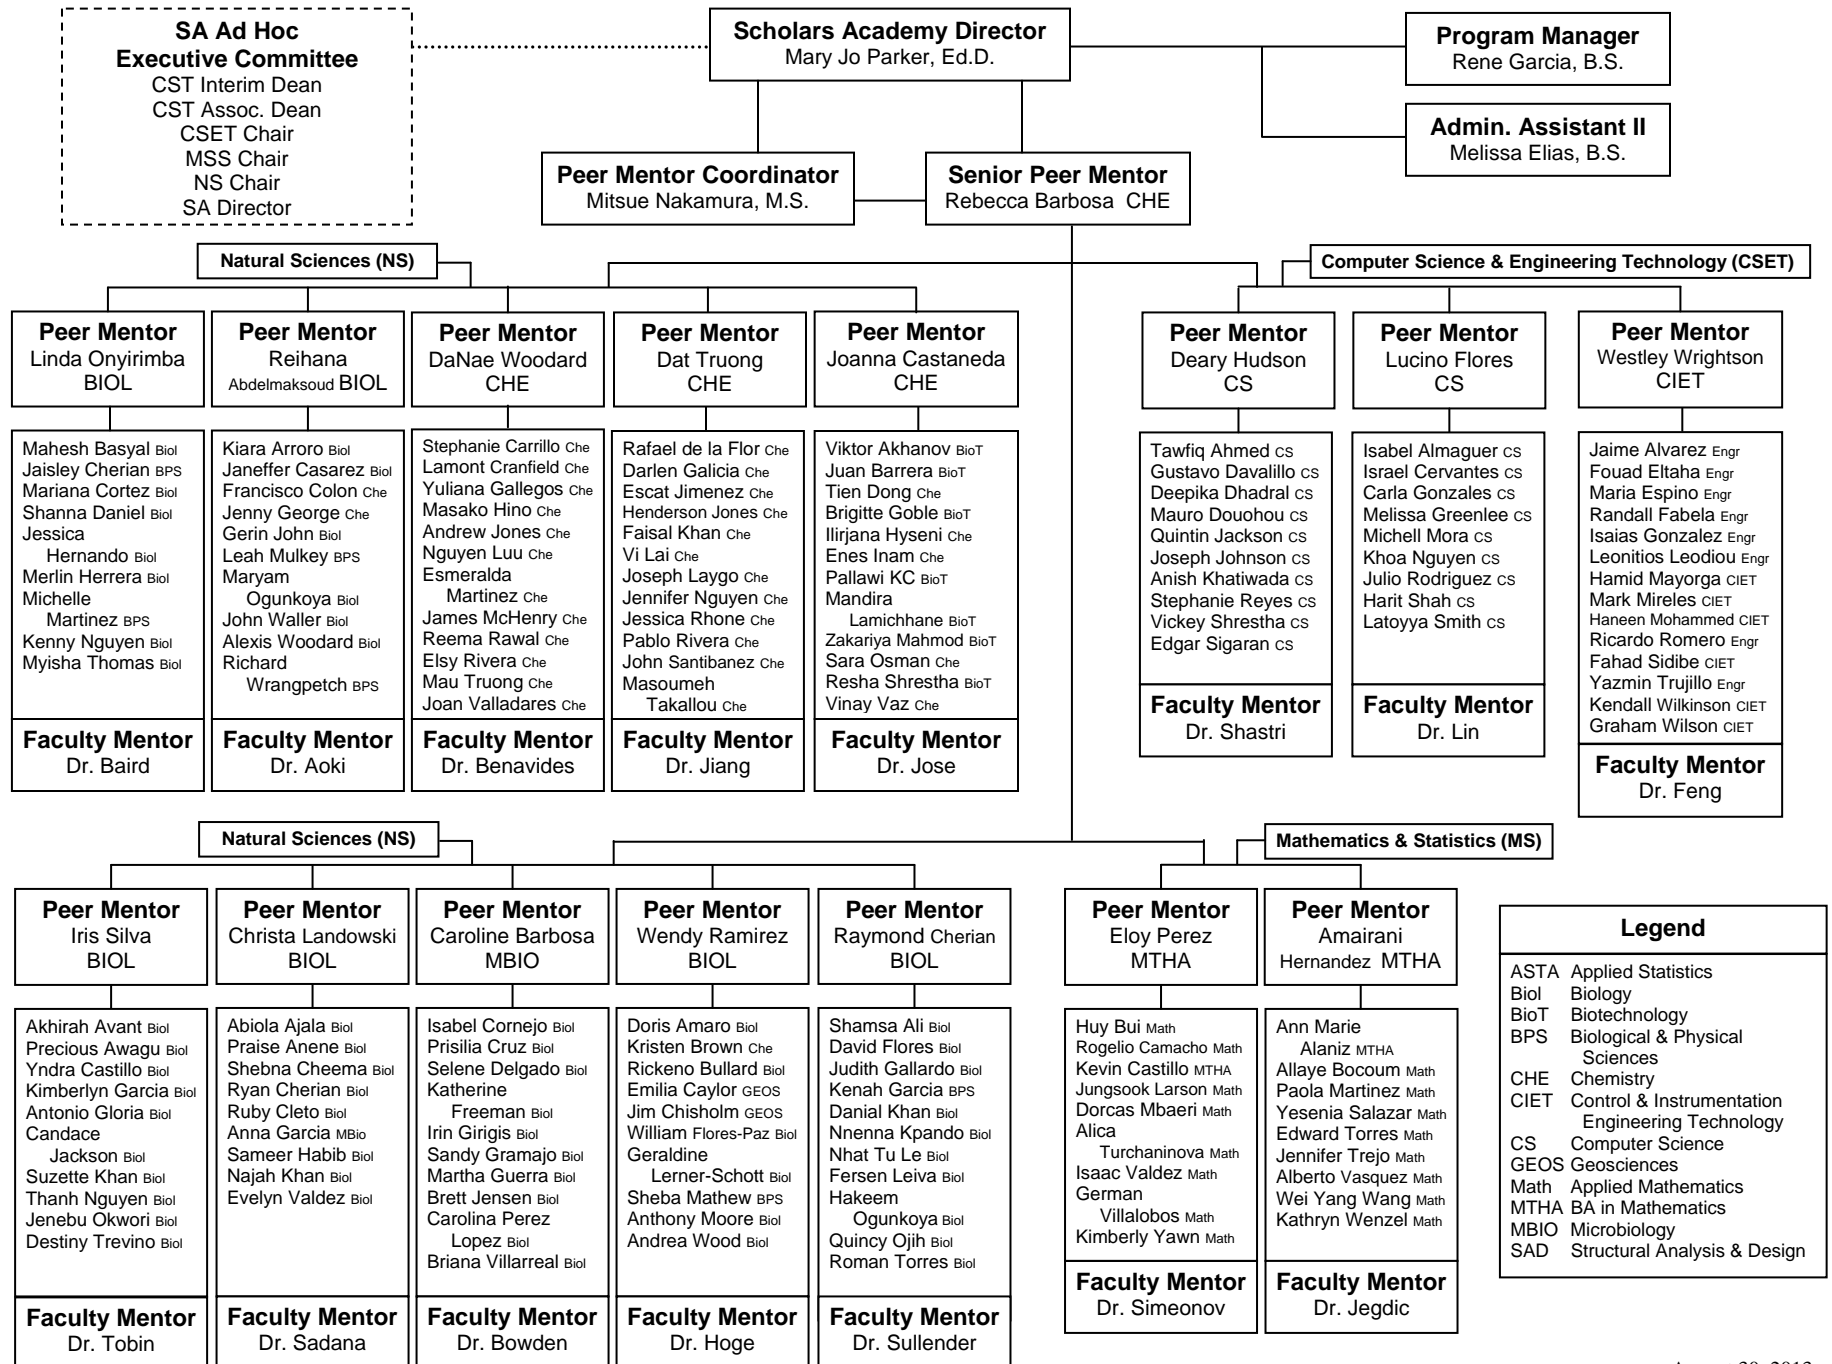 SA Ad Hoc
Executive Committee
CST Interim Dean
CST Assoc. Dean
CSET Chair
MSS Chair
NS Chair
SA Director
Scholars Academy Director
Mary Jo Parker, Ed.D.
Program Manager
Rene Garcia, B.S.
Admin. Assistant II
Melissa Elias, B.S.
Peer Mentor Coordinator
Mitsue Nakamura, M.S.
Senior Peer Mentor
Rebecca Barbosa CHE
Natural Sciences (NS)
Computer Science & Engineering Technology (CSET)
Peer Mentor
Linda Onyirimba
BIOL
Mahesh Basyal Biol
Jaisley Cherian BPS
Mariana Cortez Biol
Shanna Daniel Biol
Jessica
Hernando Biol
Merlin Herrera Biol
Michelle
Martinez BPS
Kenny Nguyen Biol
Myisha Thomas Biol
Faculty Mentor
Dr. Baird
Peer Mentor
Reihana
Abdelmaksoud BIOL
Kiara Arroro Biol
Janeffer Casarez Biol
Francisco Colon Che
Jenny George Che
Gerin John Biol
Leah Mulkey BPS
Maryam
Ogunkoya Biol
John Waller Biol
Alexis Woodard Biol
Richard
Wrangpetch BPS
Faculty Mentor
Dr. Aoki
Peer Mentor
DaNae Woodard
CHE
Stephanie Carrillo Che
Lamont Cranfield Che
Yuliana Gallegos Che
Masako Hino Che
Andrew Jones Che
Nguyen Luu Che
Esmeralda
Martinez Che
James McHenry Che
Reema Rawal Che
Elsy Rivera Che
Mau Truong Che
Joan Valladares Che
Faculty Mentor
Dr. Benavides
Peer Mentor
Dat Truong
CHE
Rafael de la Flor Che
Darlen Galicia Che
Escat Jimenez Che
Henderson Jones Che
Faisal Khan Che
Vi Lai Che
Joseph Laygo Che
Jennifer Nguyen Che
Jessica Rhone Che
Pablo Rivera Che
John Santibanez Che
Masoumeh
Takallou Che
Faculty Mentor
Dr. Jiang
Peer Mentor
Joanna Castaneda
CHE
Viktor Akhanov BioT
Juan Barrera BioT
Tien Dong Che
Brigitte Goble BioT
Ilirjana Hyseni Che
Enes Inam Che
Pallawi KC BioT
Mandira
Lamichhane BioT
Zakariya Mahmod BioT
Sara Osman Che
Resha Shrestha BioT
Vinay Vaz Che
Faculty Mentor
Dr. Jose
Peer Mentor
Deary Hudson
CS
Tawfiq Ahmed CS
Gustavo Davalillo CS
Deepika Dhadral CS
Mauro Douohou CS
Quintin Jackson CS
Joseph Johnson CS
Anish Khatiwada CS
Stephanie Reyes CS
Vickey Shrestha CS
Edgar Sigaran CS
Faculty Mentor
Dr. Shastri
Peer Mentor
Lucino Flores
CS
Isabel Almaguer CS
Israel Cervantes CS
Carla Gonzales CS
Melissa Greenlee CS
Michell Mora CS
Khoa Nguyen CS
Julio Rodriguez CS
Harit Shah CS
Latoyya Smith CS
Faculty Mentor
Dr. Lin
Peer Mentor
Westley Wrightson
CIET
Jaime Alvarez Engr
Fouad Eltaha Engr
Maria Espino Engr
Randall Fabela Engr
Isaias Gonzalez Engr
Leonitios Leodiou Engr
Hamid Mayorga CIET
Mark Mireles CIET
Haneen Mohammed CIET
Ricardo Romero Engr
Fahad Sidibe CIET
Yazmin Trujillo Engr
Kendall Wilkinson CIET
Graham Wilson CIET
Faculty Mentor
Dr. Feng
Natural Sciences (NS)
Mathematics & Statistics (MS)
Peer Mentor
Iris Silva
BIOL
Akhirah Avant Biol
Precious Awagu Biol
Yndra Castillo Biol
Kimberlyn Garcia Biol
Antonio Gloria Biol
Candace
Jackson Biol
Suzette Khan Biol
Thanh Nguyen Biol
Jenebu Okwori Biol
Destiny Trevino Biol
Faculty Mentor
Dr. Tobin
Peer Mentor
Christa Landowski
BIOL
Abiola Ajala Biol
Praise Anene Biol
Shebna Cheema Biol
Ryan Cherian Biol
Ruby Cleto Biol
Anna Garcia MBio
Sameer Habib Biol
Najah Khan Biol
Evelyn Valdez Biol
Faculty Mentor
Dr. Sadana
Peer Mentor
Caroline Barbosa
MBIO
Isabel Cornejo Biol
Prisilia Cruz Biol
Selene Delgado Biol
Katherine
Freeman Biol
Irin Girigis Biol
Sandy Gramajo Biol
Martha Guerra Biol
Brett Jensen Biol
Carolina Perez
Lopez Biol
Briana Villarreal Biol
Faculty Mentor
Dr. Bowden
Peer Mentor
Wendy Ramirez
BIOL
Doris Amaro Biol
Kristen Brown Che
Rickeno Bullard Biol
Emilia Caylor GEOS
Jim Chisholm GEOS
William Flores-Paz Biol
Geraldine
Lerner-Schott Biol
Sheba Mathew BPS
Anthony Moore Biol
Andrea Wood Biol
Faculty Mentor
Dr. Hoge
Peer Mentor
Raymond Cherian
BIOL
Shamsa Ali Biol
David Flores Biol
Judith Gallardo Biol
Kenah Garcia BPS
Danial Khan Biol
Nnenna Kpando Biol
Nhat Tu Le Biol
Fersen Leiva Biol
Hakeem
Ogunkoya Biol
Quincy Ojih Biol
Roman Torres Biol
Faculty Mentor
Dr. Sullender
Peer Mentor
Eloy Perez
MTHA
Huy Bui Math
Rogelio Camacho Math
Kevin Castillo MTHA
Jungsook Larson Math
Dorcas Mbaeri Math
Alica
Turchaninova Math
Isaac Valdez Math
German
Villalobos Math
Kimberly Yawn Math
Faculty Mentor
Dr. Simeonov
Peer Mentor
Amairani
Hernandez MTHA
Ann Marie
Alaniz MTHA
Allaye Bocoum Math
Paola Martinez Math
Yesenia Salazar Math
Edward Torres Math
Jennifer Trejo Math
Alberto Vasquez Math
Wei Yang Wang Math
Kathryn Wenzel Math
Faculty Mentor
Dr. Jegdic
Legend
ASTA Applied Statistics
Biol Biology
BioT Biotechnology
BPS Biological & Physical
Sciences
CHE Chemistry
CIET Control & Instrumentation
Engineering Technology
CS Computer Science
GEOS Geosciences
Math Applied Mathematics
MTHA BA in Mathematics
MBIO Microbiology
SAD Structural Analysis & Design